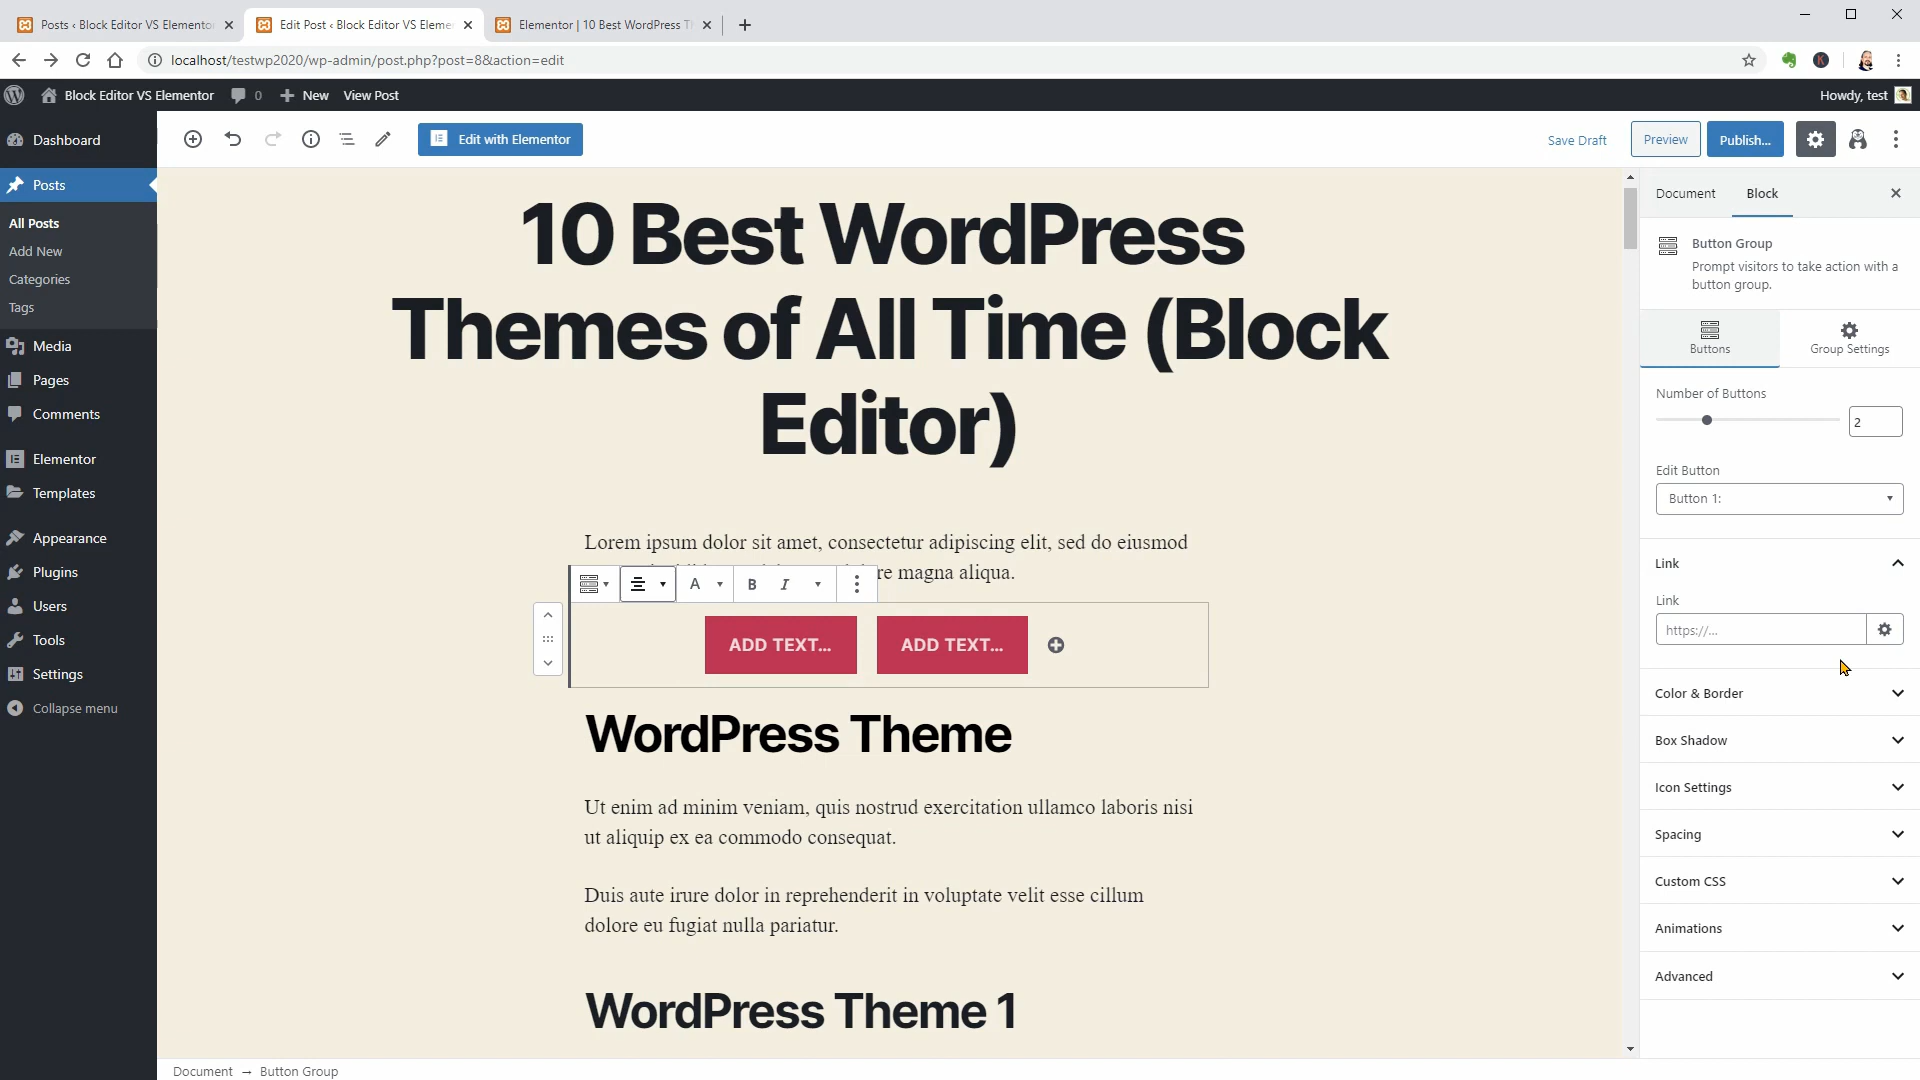 Posts ‹ Block Editor VS Elemento
Edit Post ‹ Block Editor VS Eleme
Elementor | 10 Best WordPress T
localhost/testwp2020/wp-admin/post.php?post=8&action=edit
Block Editor VS Elementor
0
New
View Post
Howdy, test
Dashboard
Posts
All Posts
Add New
Categories
Tags
Media
Pages
Comments
Elementor
Templates
Appearance
Plugins
Users
Tools
Settings
Collapse menu
Edit with Elementor
Save Draft
Preview
Publish...
10 Best WordPress
Themes of All Time (Block
Editor)
Lorem ipsum dolor sit amet, consectetur adipiscing elit, sed do eiusmod
re magna aliqua.
A
B
I
ADD TEXT...
ADD TEXT...
WordPress Theme
Ut enim ad minim veniam, quis nostrud exercitation ullamco laboris nisi
ut aliquip ex ea commodo consequat.
Duis aute irure dolor in reprehenderit in voluptate velit esse cillum
dolore eu fugiat nulla pariatur.
WordPress Theme 1
Document → Button Group
Document
Block
Button Group
Prompt visitors to take action with a
button group.
Buttons
Group Settings
Number of Buttons
2
Edit Button
Button 1:
Link
Link
https://...
Color & Border
Box Shadow
Icon Settings
Spacing
Custom CSS
Animations
Advanced